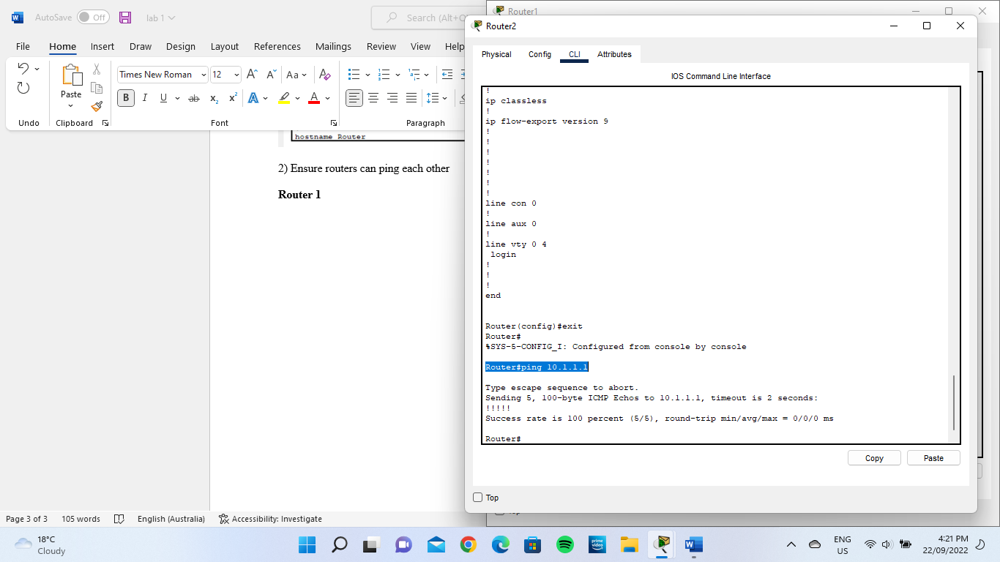 AutoSave Off lab 1 Search (Alt+Q
File Home Insert Draw Design Layout References Mailings Review View Help
Times New Roman 12 Aa
Paste
B I U ab x2 x2 A A
Undo Clipboard Font Paragraph
hostname Router
2) Ensure routers can ping each other
Router 1
Page 3 of 3 105 words English (Australia) Accessibility: Investigate
Router1
Router2
Physical Config CLI Attributes
IOS Command Line Interface
!
ip classless
!
ip flow-export version 9
!
!
!
!
!
!
!
line con 0
!
line aux 0
!
line vty 0 4
login
!
!
!
end
Router(config)#exit
Router#
%SYS-5-CONFIG_I: Configured from console by console
Router#ping 10.1.1.1
Type escape sequence to abort.
Sending 5, 100-byte ICMP Echos to 10.1.1.1, timeout is 2 seconds:
!!!!!
Success rate is 100 percent (5/5), round-trip min/avg/max = 0/0/0 ms
Router#
Copy Paste
Top
18°C
Cloudy
prime video
ENG
US
4:21 PM
22/09/2022